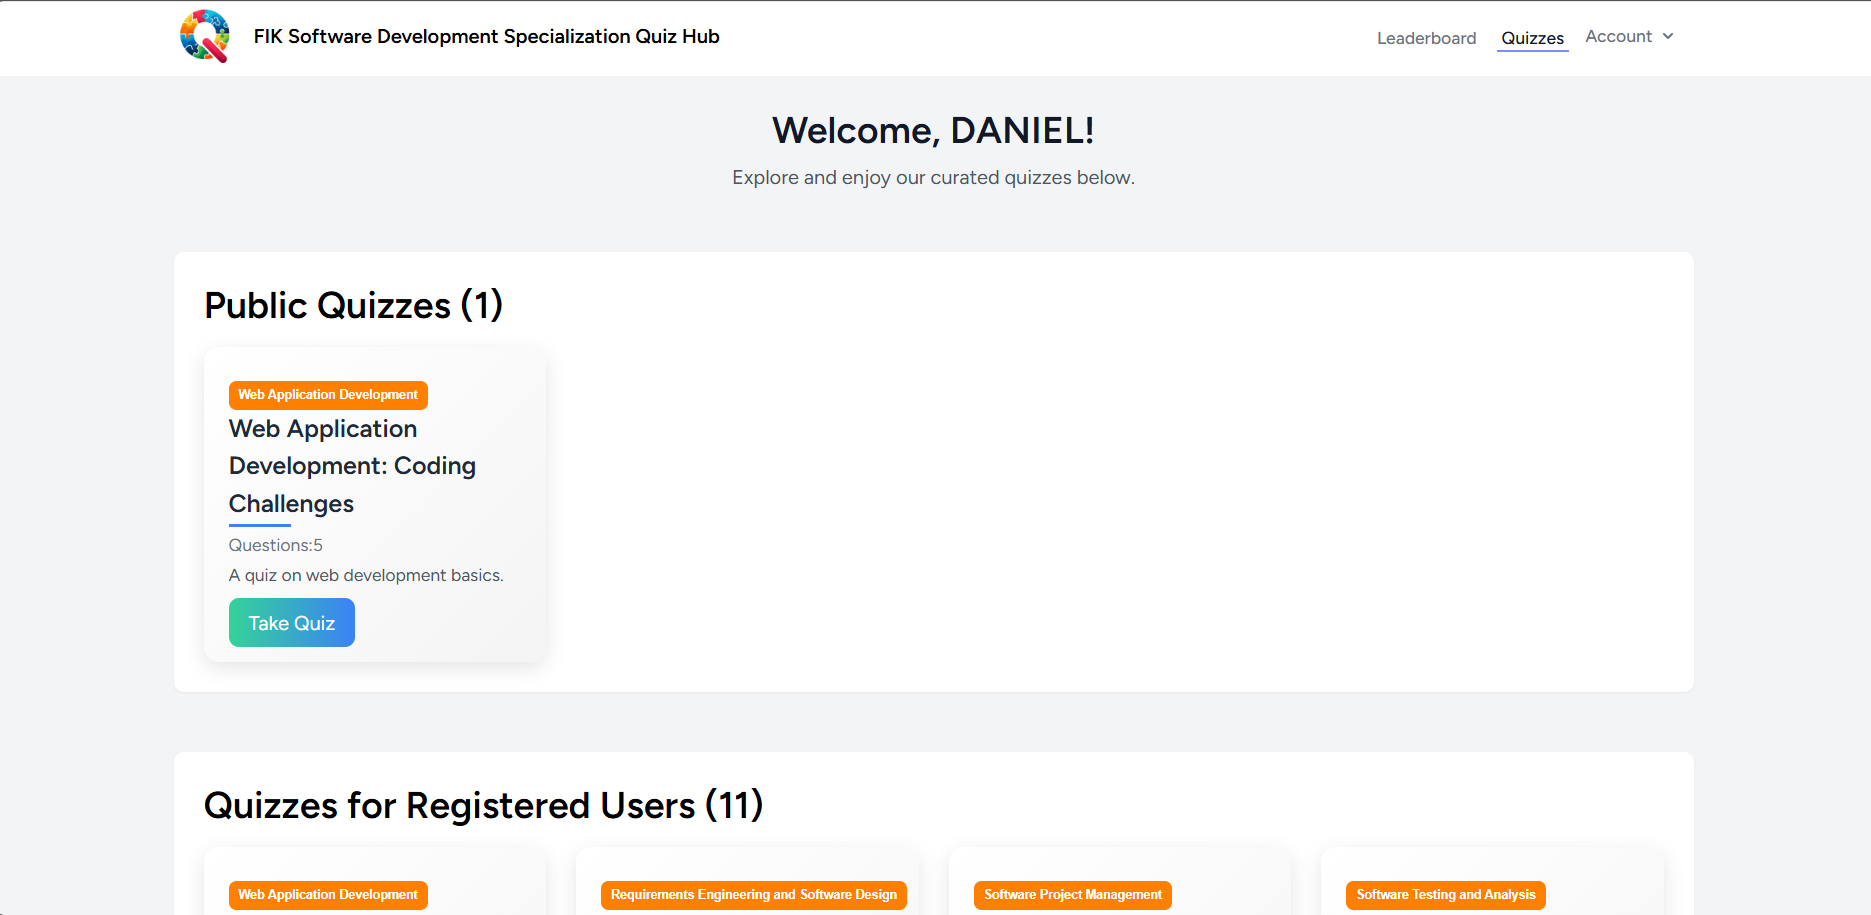 FIK Software Development Specialization Quiz Hub
Leaderboard
Quizzes
Account
Welcome, DANIEL!
Explore and enjoy our curated quizzes below.
Public Quizzes (1)
Web Application Development
Web Application
Development: Coding
Challenges
Questions:5
A quiz on web development basics.
Take Quiz
Quizzes for Registered Users (11)
Web Application Development
Requirements Engineering and Software Design
Software Project Management
Software Testing and Analysis